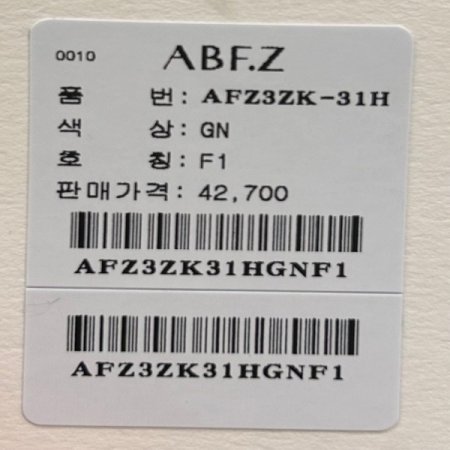 0010 ABF.Z
품 번: AFZ3ZK-31H
색 상: GN
호 칭: F1
판매가격: 42,700
AFZ3ZK31HGNF1
AFZ3ZK31HGNF1